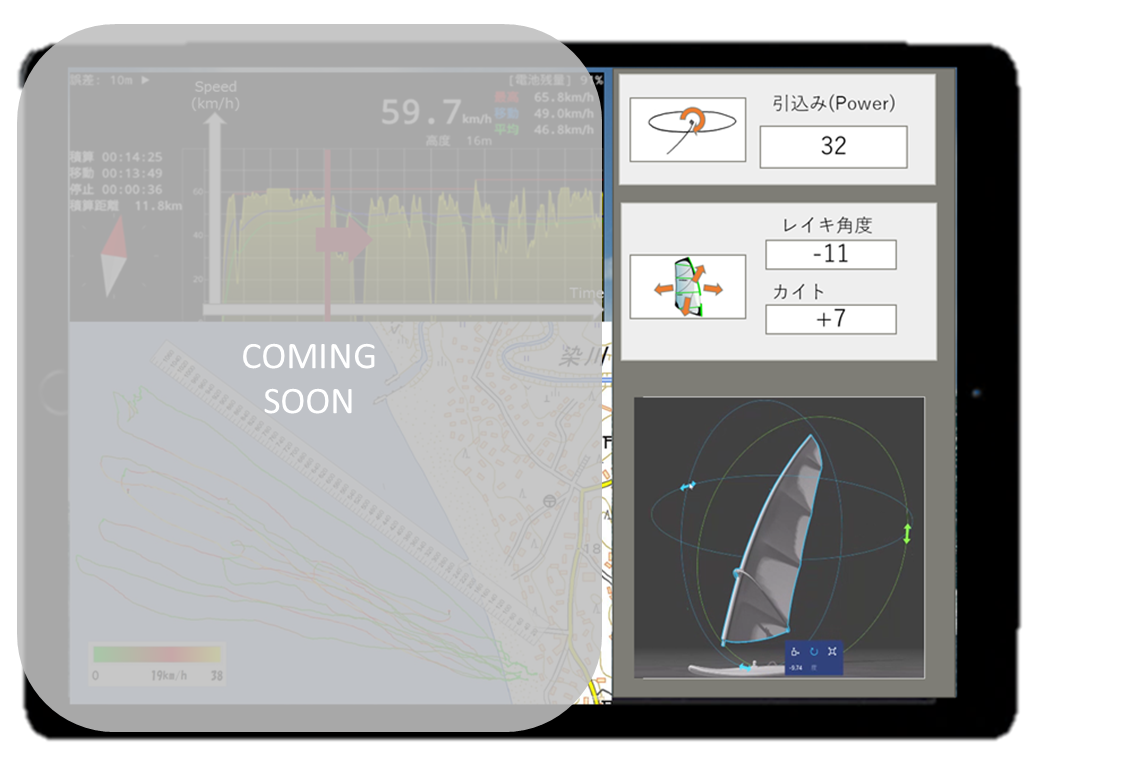 誤差: 10m ▶
[電池残量] 9%
Speed
(km/h)
59.7km/h
最高 65.8km/h
移動 49.0km/h
平均 46.8km/h
高度 16m
積算 00:14:25
移動 00:13:49
停止 00:00:36
積算距離 11.8km
60
40
20
Time
COMING
SOON
染川
18
0 19km/h 38
引込み(Power)
32
レイキ角度
-11
カイト
+7
-9.74